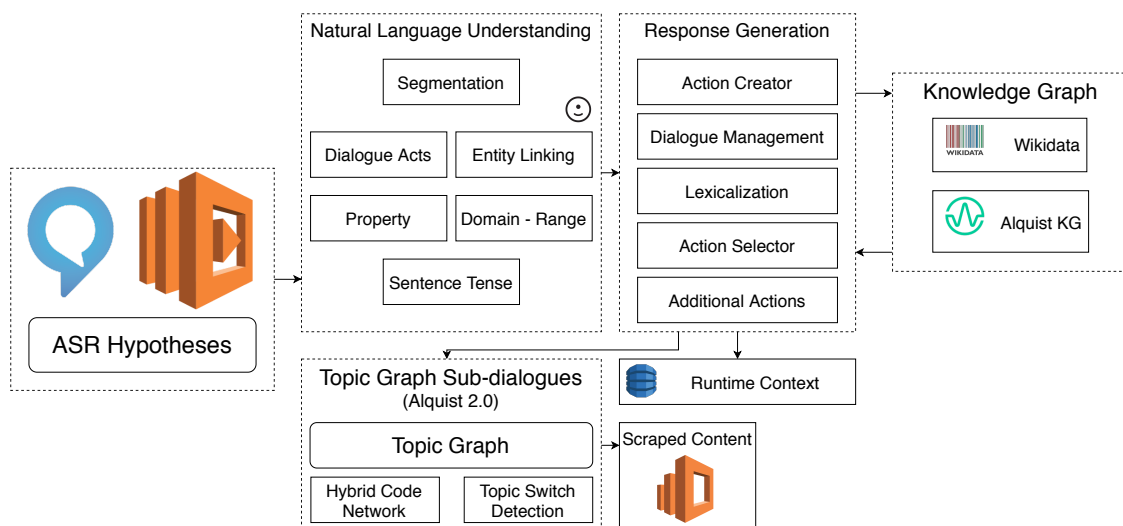 Natural Language Understanding
Segmentation
Dialogue Acts
Entity Linking
Property
Domain - Range
Sentence Tense
Response Generation
Action Creator
Dialogue Management
Lexicalization
Action Selector
Additional Actions
Knowledge Graph
WIKIDATA
Wikidata
Alquist KG
ASR Hypotheses
Topic Graph Sub-dialogues
(Alquist 2.0)
Topic Graph
Hybrid Code
Network
Topic Switch
Detection
Runtime Context
Scraped Content